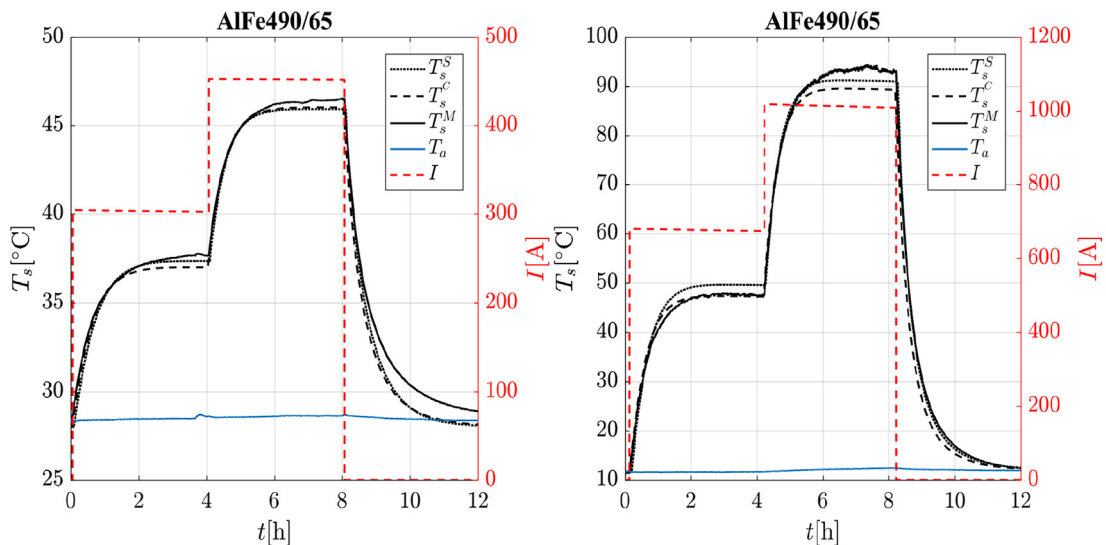 AlFe490/65
50
45
40
35
30
25
T_s[°C]
500
400
300
200
100
0
I[A]
0 2 4 6 8 10 12
t[h]
T_s^S
T_s^C
T_s^M
T_a
I
AlFe490/65
100
90
80
70
60
50
40
30
20
10
T_s[°C]
1200
1000
800
600
400
200
0
I[A]
0 2 4 6 8 10 12
t[h]
T_s^S
T_s^C
T_s^M
T_a
I